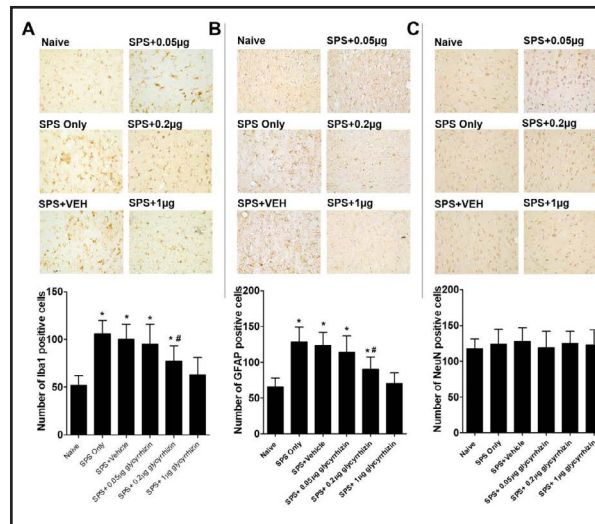 A
Naive
SPS+0.05µg
SPS Only
SPS+0.2µg
SPS+VEH
SPS+1µg
Number of Iba1 positive cells
150
100
50
0
*
*
*
* #
Naive
SPS Only
SPS+Vehicle
SPS+ 0.05µg glycyrrhizin
SPS+ 0.2µg glycyrrhizin
SPS+ 1µg glycyrrhizin
B
Naive
SPS+0.05µg
SPS Only
SPS+0.2µg
SPS+VEH
SPS+1µg
Number of GFAP positive cells
200
150
100
50
0
*
*
*
* #
Naive
SPS Only
SPS+Vehicle
SPS+ 0.05µg glycyrrhizin
SPS+ 0.2µg glycyrrhizin
SPS+ 1µg glycyrrhizin
C
Naive
SPS+0.05µg
SPS Only
SPS+0.2µg
SPS+VEH
SPS+1µg
Number of NeuN positive cells
200
150
100
50
0
Naive
SPS Only
SPS+Vehicle
SPS+ 0.05µg glycyrrhizin
SPS+ 0.2µg glycyrrhizin
SPS+ 1µg glycyrrhizin